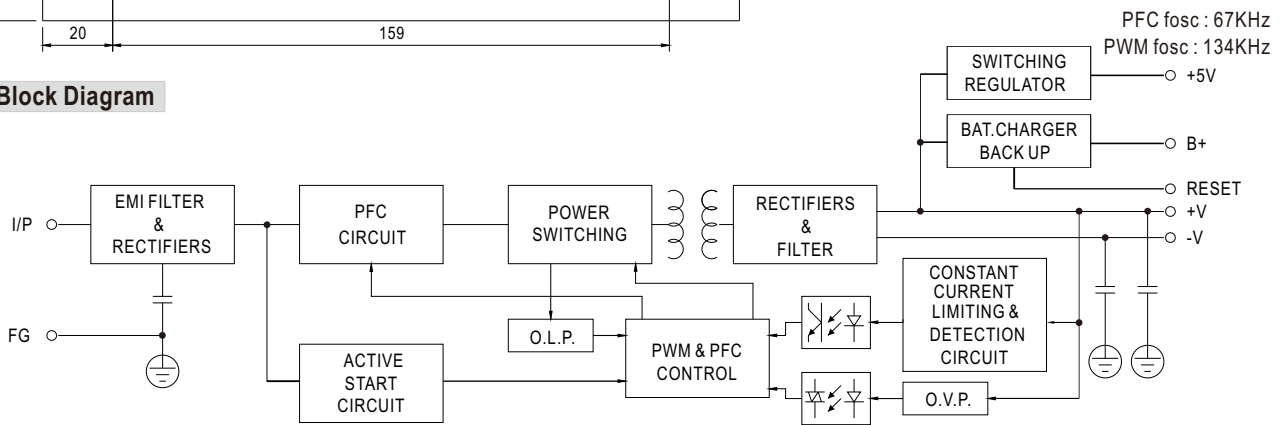 20
159
PFC fosc : 67KHz
PWM fosc : 134KHz
Block Diagram
SWITCHING
REGULATOR
+5V
BAT.CHARGER
BACK UP
B+
RESET
+V
-V
I/P
EMI FILTER
&
RECTIFIERS
PFC
CIRCUIT
POWER
SWITCHING
RECTIFIERS
&
FILTER
FG
ACTIVE
START
CIRCUIT
O.L.P.
PWM & PFC
CONTROL
CONSTANT
CURRENT
LIMITING &
DETECTION
CIRCUIT
O.V.P.